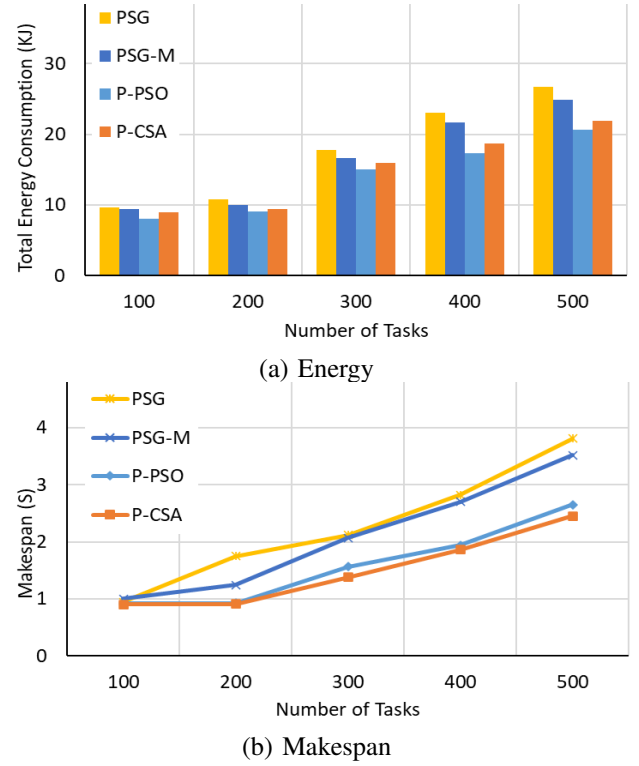 PSG
PSG-M
P-PSO
P-CSA
Total Energy Consumption (KJ)
30
20
10
0
100 200 300 400 500
Number of Tasks
(a) Energy
PSG
PSG-M
P-PSO
P-CSA
Makespan (S)
4
3
2
1
0
100 200 300 400 500
Number of Tasks
(b) Makespan